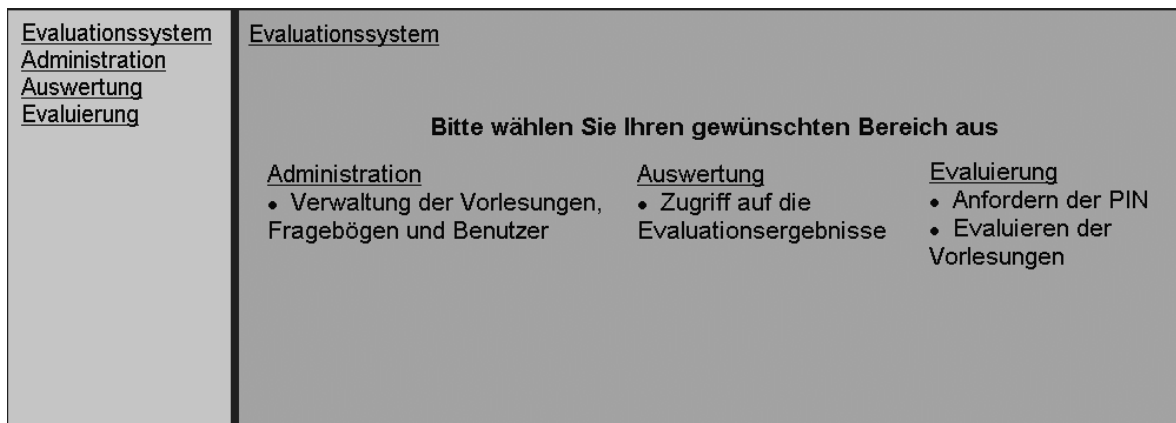 Evaluationssystem
Administration
Auswertung
Evaluierung
Evaluationssystem
Bitte wählen Sie Ihren gewünschten Bereich aus
Administration
• Verwaltung der Vorlesungen,
Fragebögen und Benutzer
Auswertung
• Zugriff auf die
Evaluationsergebnisse
Evaluierung
• Anfordern der PIN
• Evaluieren der
Vorlesungen